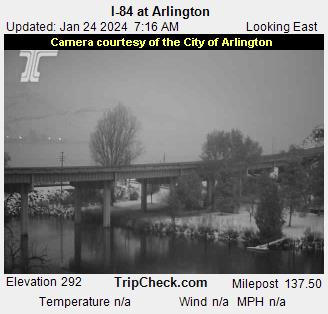 I-84 at Arlington
Updated: Jan 24 2024 7:16 AM Looking East
Camera courtesy of the City of Arlington
Elevation 292 TripCheck.com Milepost 137.50
Temperature n/a Wind n/a MPH n/a